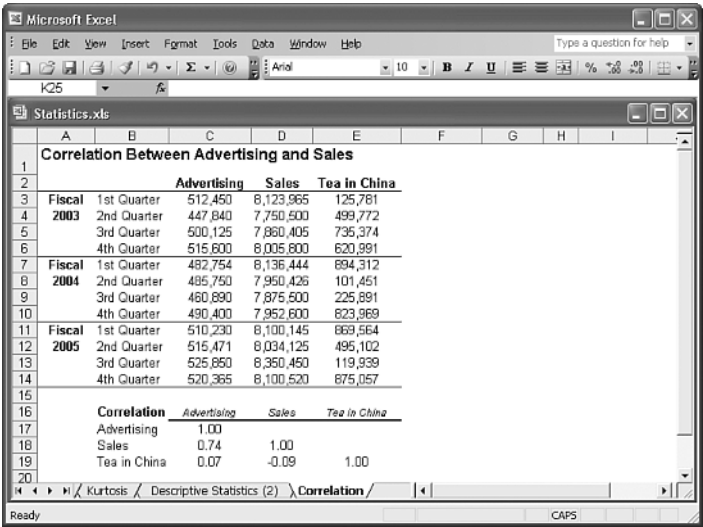 Microsoft Excel
File Edit View Insert Format Tools Data Window Help Type a question for help
Σ Arial 10 B I U %
K25 fx
Statistics.xls
A B C D E F G H I
1 Correlation Between Advertising and Sales
2 Advertising Sales Tea in China
3 Fiscal 1st Quarter 512,450 8,123,965 125,781
4 2003 2nd Quarter 447,840 7,750,500 499,772
5 3rd Quarter 500,125 7,860,405 735,374
6 4th Quarter 515,600 8,005,800 620,991
7 Fiscal 1st Quarter 482,754 8,136,444 894,312
8 2004 2nd Quarter 485,750 7,950,426 101,451
9 3rd Quarter 460,890 7,875,500 225,891
10 4th Quarter 490,400 7,952,600 823,969
11 Fiscal 1st Quarter 510,230 8,100,145 869,564
12 2005 2nd Quarter 515,471 8,034,125 495,102
13 3rd Quarter 525,850 8,350,450 119,939
14 4th Quarter 520,365 8,100,520 875,057
15
16 Correlation Advertising Sales Tea in China
17 Advertising 1.00
18 Sales 0.74 1.00
19 Tea in China 0.07 -0.09 1.00
20
Kurtosis Descriptive Statistics (2) Correlation
Ready CAPS